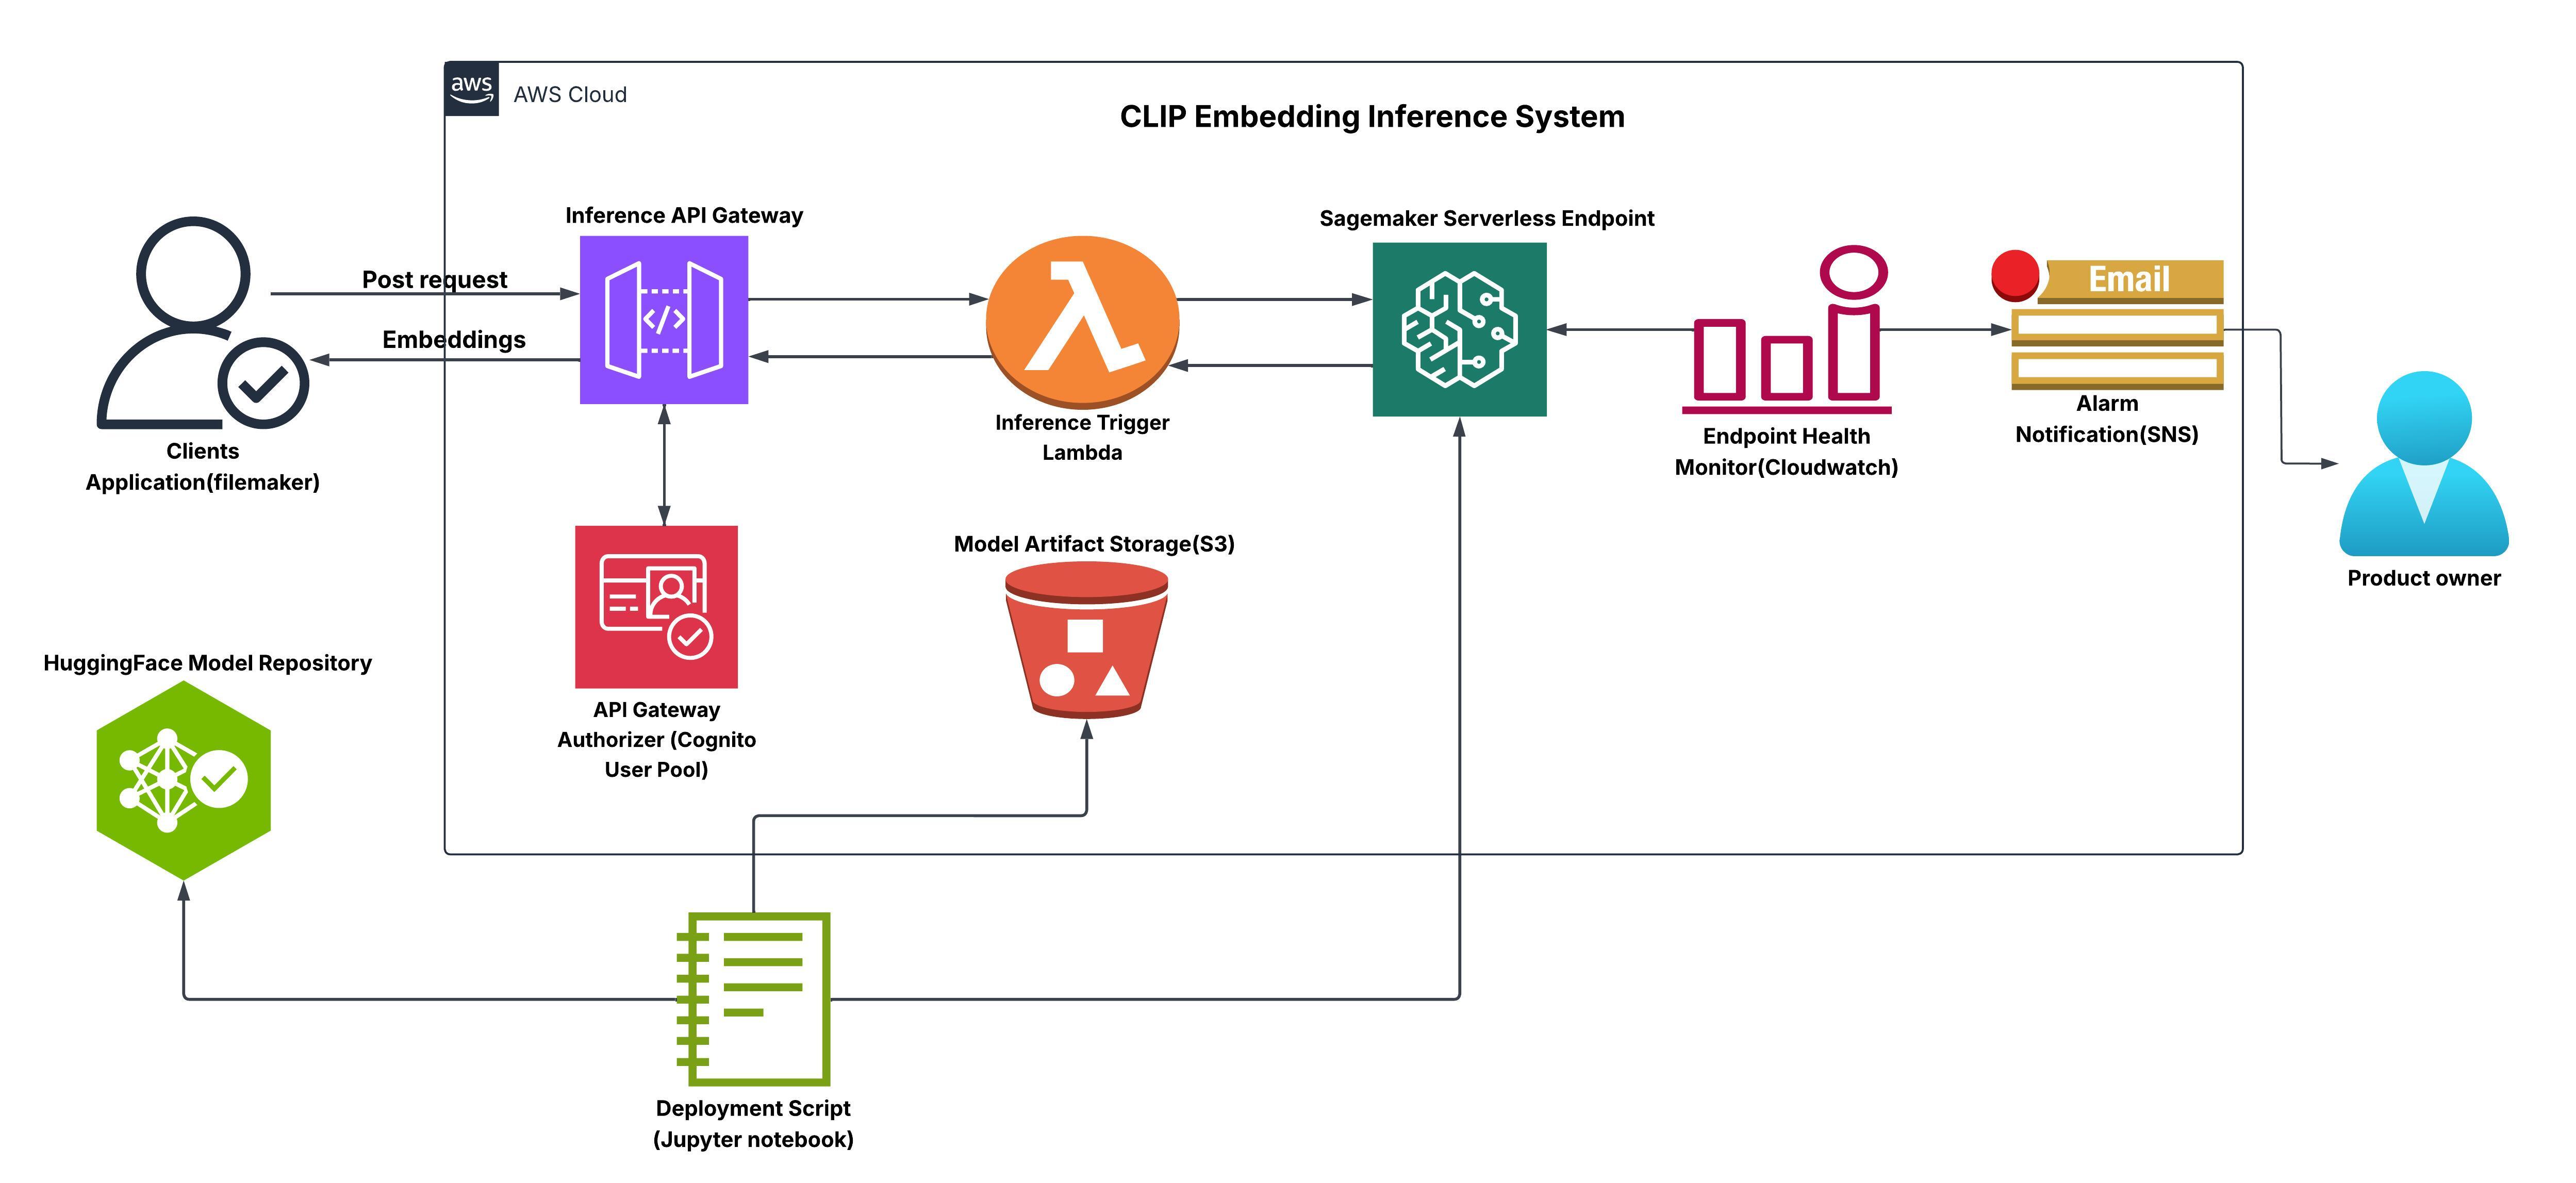 aws
AWS Cloud
CLIP Embedding Inference System
Inference API Gateway
Sagemaker Serverless Endpoint
Post request
Embeddings
</>
Email
Clients
Application(filemaker)
Inference Trigger
Lambda
Endpoint Health
Monitor(Cloudwatch)
Alarm
Notification(SNS)
Product owner
Model Artifact Storage(S3)
HuggingFace Model Repository
API Gateway
Authorizer (Cognito
User Pool)
Deployment Script
(Jupyter notebook)